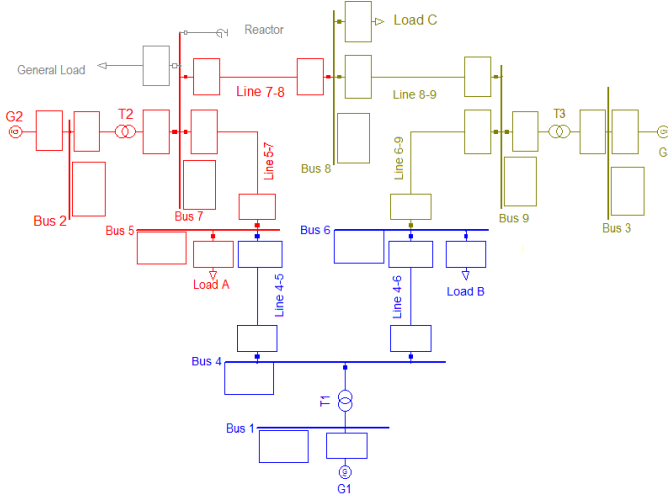 Reactor
Load C
General Load
Line 7-8
Line 8-9
G2
T2
T3
G
Line 5-7
Line 6-9
Bus 8
Bus 2
Bus 7
Bus 9
Bus 3
Bus 5
Bus 6
Load A
Line 4-5
Line 4-6
Load B
Bus 4
T1
Bus 1
G1